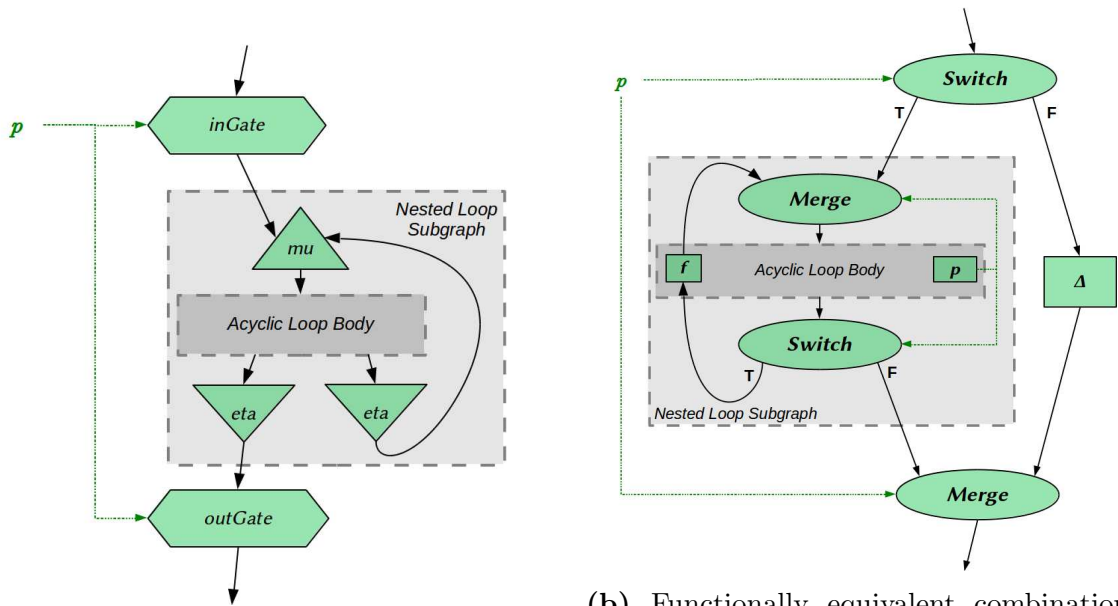 p
inGate
Nested Loop
Subgraph
mu
Acyclic Loop Body
eta
eta
outGate
p
Switch
T
F
Merge
f
Acyclic Loop Body
p
Δ
Switch
T
F
Nested Loop Subgraph
Merge
(b) Functionally equivalent combination